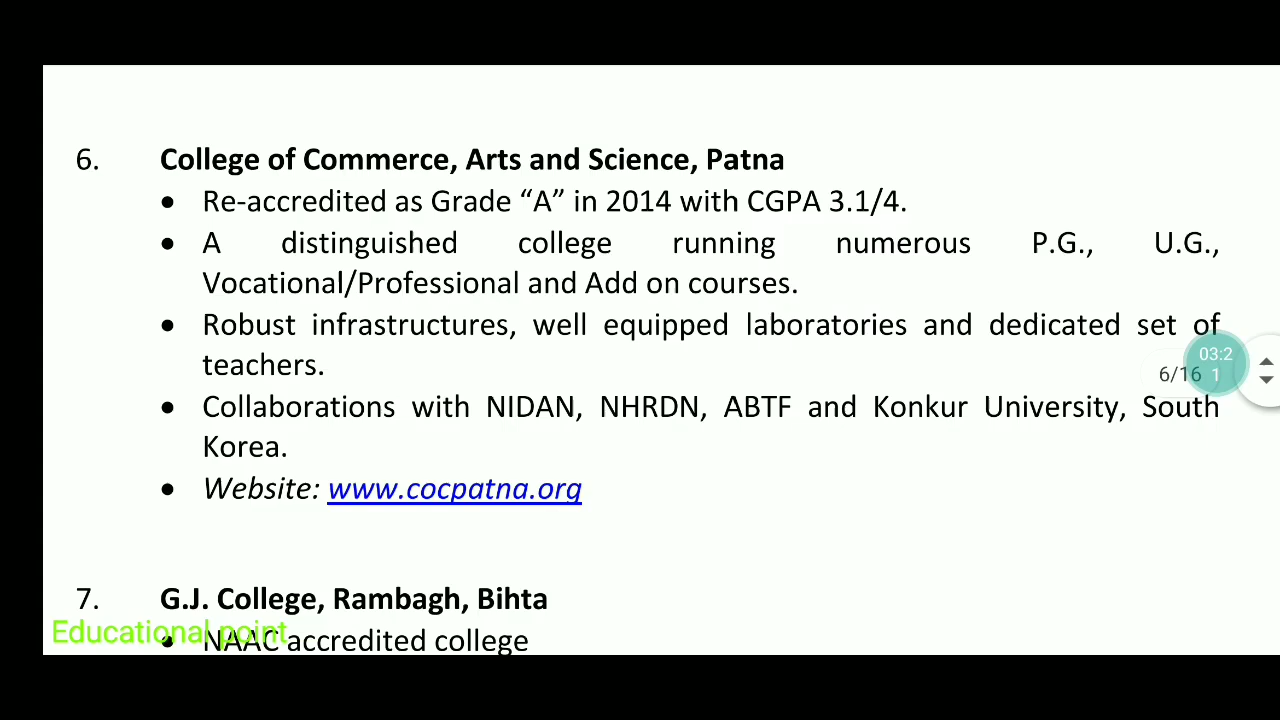 6. College of Commerce, Arts and Science, Patna
• Re-accredited as Grade “A” in 2014 with CGPA 3.1/4.
• A distinguished college running numerous P.G., U.G.,
Vocational/Professional and Add on courses.
• Robust infrastructures, well equipped laboratories and dedicated set of
teachers.
03:2
1
6/16
• Collaborations with NIDAN, NHRDN, ABTF and Konkur University, South
Korea.
• Website: www.cocpatna.org
7. G.J. College, Rambagh, Bihta
Educational point
• NAAC accredited college